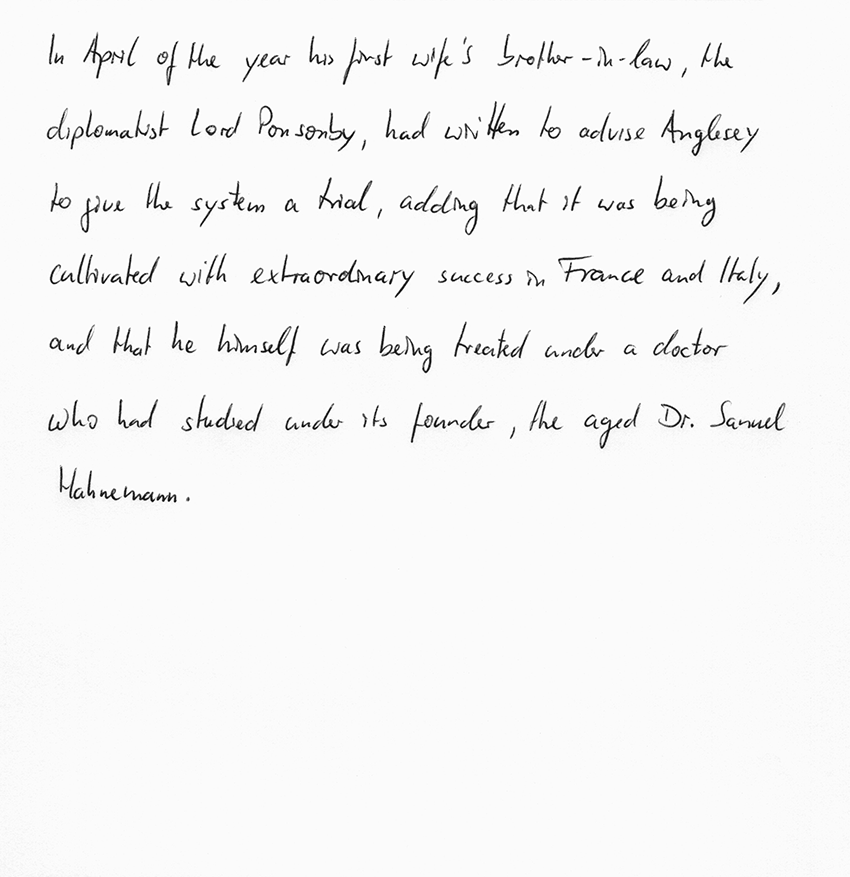 In April of the year his first wife's brother-in-law, the
diplomatist Lord Ponsonby, had written to advise Anglesey
to give the system a trial, adding that it was being
cultivated with extraordinary success in France and Italy,
and that he himself was being treated under a doctor
who had studied under its founder, the aged Dr. Samuel
Hahnemann.